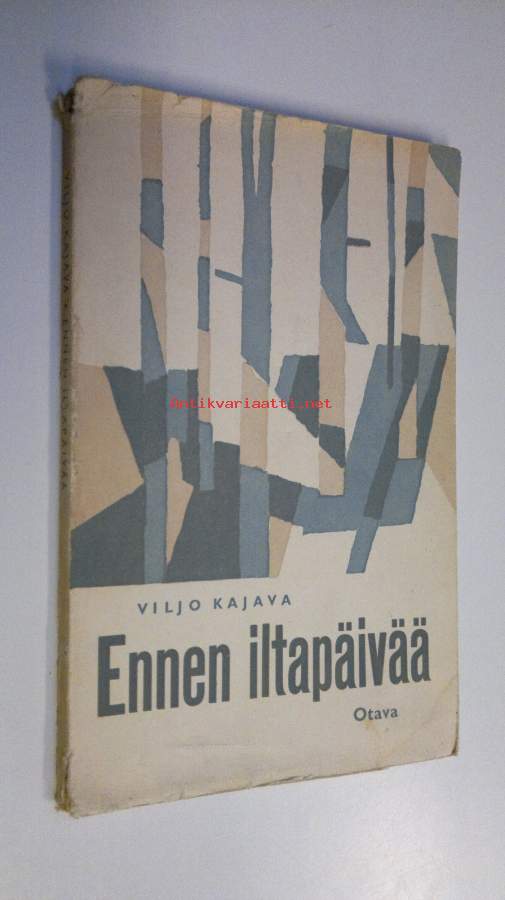 Antikvariaatti.net
VILJO KAJAVA
Ennen iltapäivää
Otava
VILJO KAJAVA • ENNEN ILTAPÄIVÄÄ